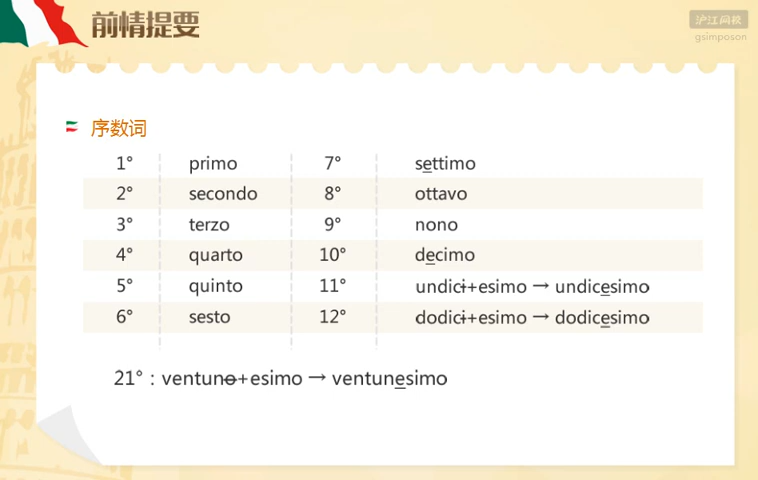 前情提要
沪江网校
gsimposon
序数词
1° primo 7° settimo
2° secondo 8° ottavo
3° terzo 9° nono
4° quarto 10° decimo
5° quinto 11° undici+esimo → undicesimo
6° sesto 12° dodici+esimo → dodicesimo
21° : ventuno+esimo → ventunesimo